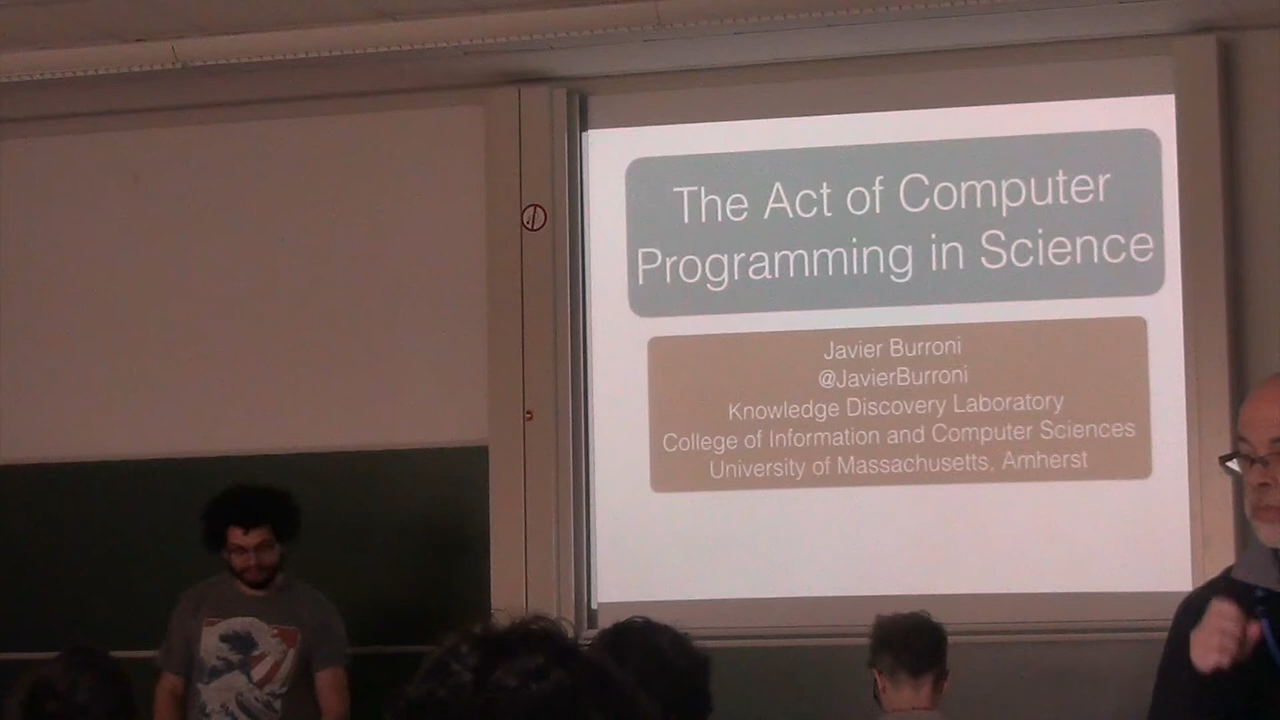 The Act of Computer
Programming in Science
Javier Burroni
@JavierBurroni
Knowledge Discovery Laboratory
College of Information and Computer Sciences
University of Massachusetts, Amherst